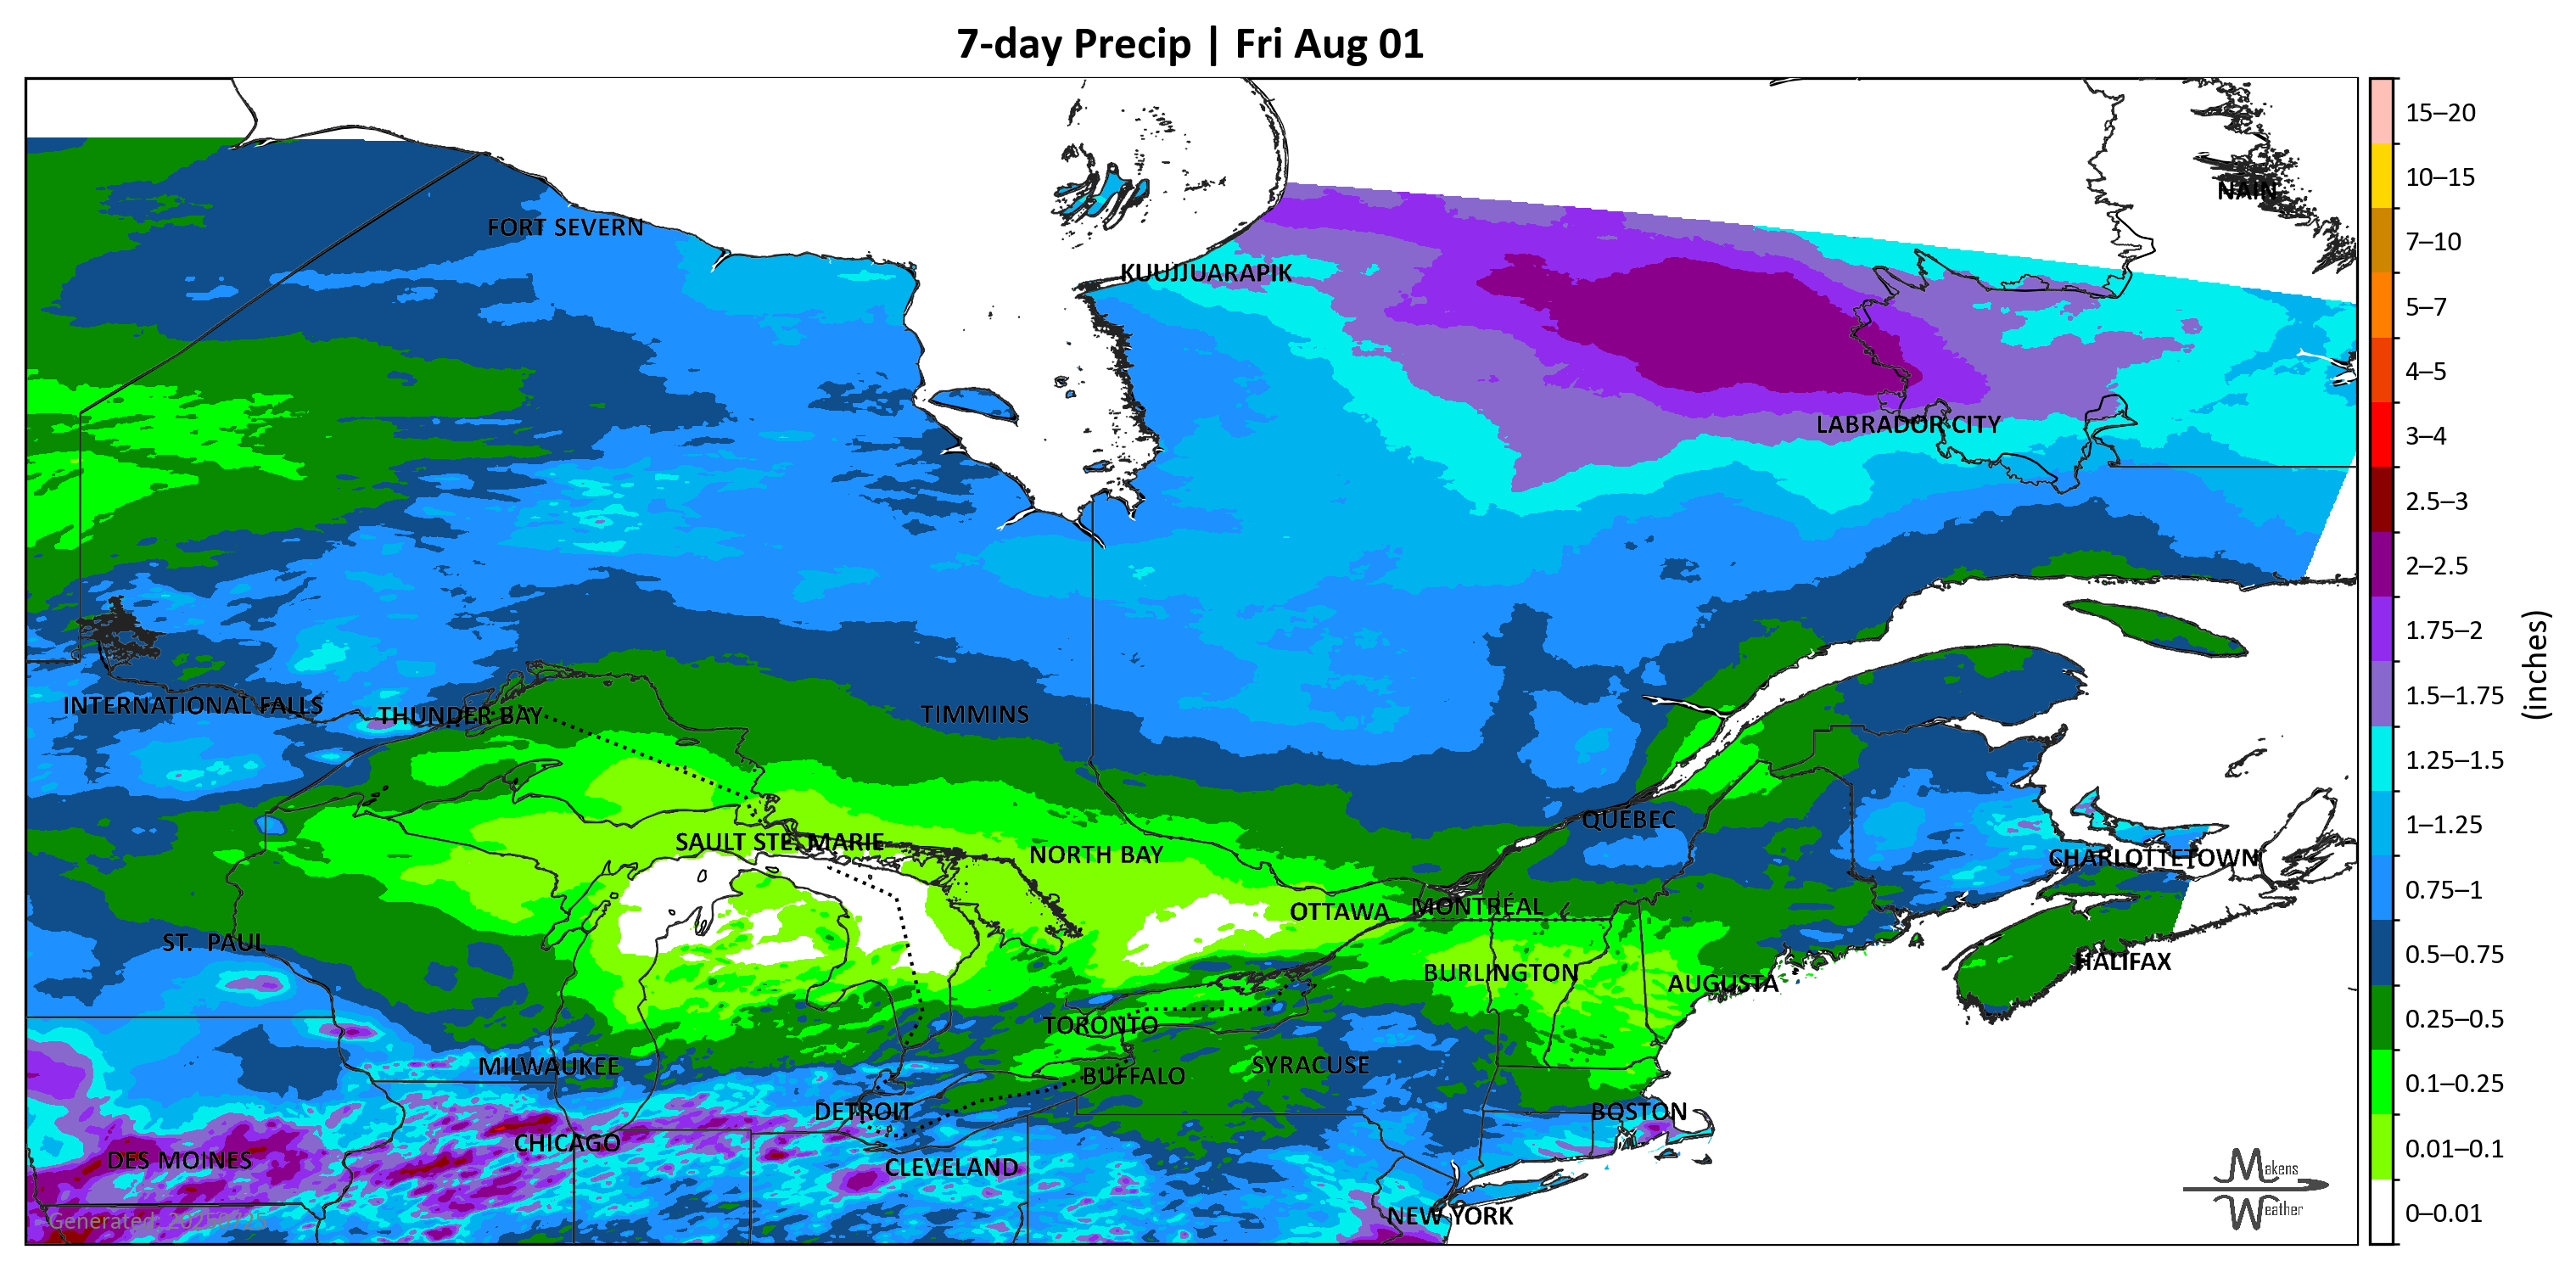 7-day Precip | Fri Aug 01
NAIN
FORT SEVERN
KUUJJUARAPIK
LABRADOR CITY
INTERNATIONAL FALLS
THUNDER BAY
TIMMINS
QUÉBEC
SAULT STE. MARIE
NORTH BAY
CHARLOTTETOWN
OTTAWA
MONTRÉAL
ST. PAUL
HALIFAX
BURLINGTON
AUGUSTA
TORONTO
MILWAUKEE
BUFFALO
SYRACUSE
DETROIT
BOSTON
CHICAGO
DES MOINES
CLEVELAND
NEW YORK
Generated: 20250725
Makens
Weather
15–20
10–15
7–10
5–7
4–5
3–4
2.5–3
2–2.5
1.75–2
1.5–1.75
1.25–1.5
1–1.25
0.75–1
0.5–0.75
0.25–0.5
0.1–0.25
0.01–0.1
0–0.01
(inches)